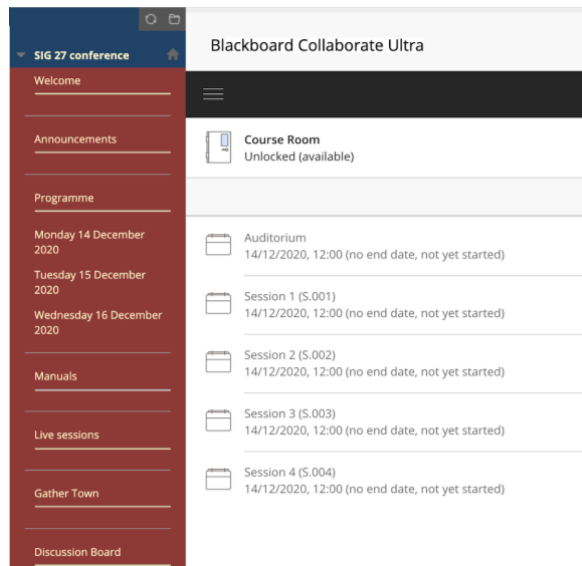 SIG 27 conference
Welcome
Announcements
Programme
Monday 14 December
2020
Tuesday 15 December
2020
Wednesday 16 December
2020
Manuals
Live sessions
Gather Town
Discussion Board
Blackboard Collaborate Ultra
Course Room
Unlocked (available)
Auditorium
14/12/2020, 12:00 (no end date, not yet started)
Session 1 (S.001)
14/12/2020, 12:00 (no end date, not yet started)
Session 2 (S.002)
14/12/2020, 12:00 (no end date, not yet started)
Session 3 (S.003)
14/12/2020, 12:00 (no end date, not yet started)
Session 4 (S.004)
14/12/2020, 12:00 (no end date, not yet started)